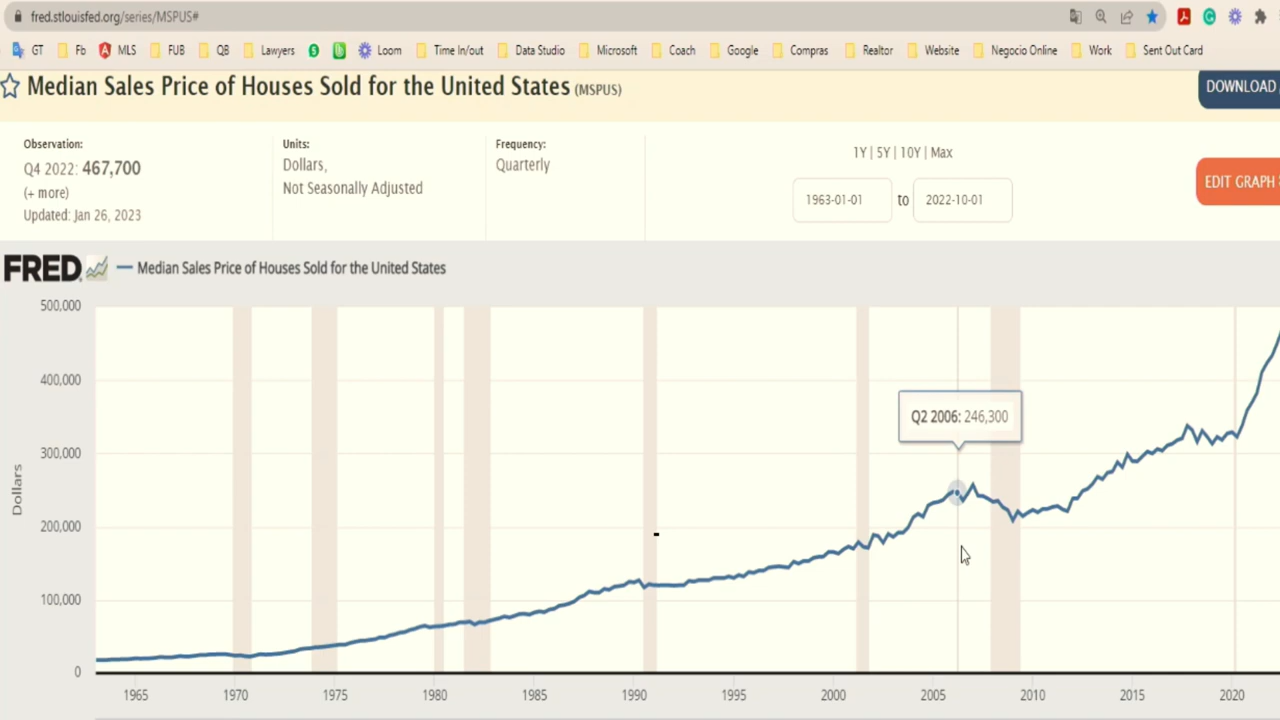 fred.stlouisfed.org/series/MSPUS#
GT Fb MLS FUB QB Lawyers Loom Time In/out Data Studio Microsoft Coach Google Compras Realtor Website Negocio Online Work Sent Out Card
Median Sales Price of Houses Sold for the United States (MSPUS)
DOWNLOAD
Observation:
Q4 2022: 467,700
(+ more)
Updated: Jan 26, 2023
Units:
Dollars,
Not Seasonally Adjusted
Frequency:
Quarterly
1Y | 5Y | 10Y | Max
1963-01-01 to 2022-10-01
EDIT GRAPH
FRED Median Sales Price of Houses Sold for the United States
500,000
400,000
300,000
200,000
100,000
0
Dollars
Q2 2006: 246,300
1965 1970 1975 1980 1985 1990 1995 2000 2005 2010 2015 2020